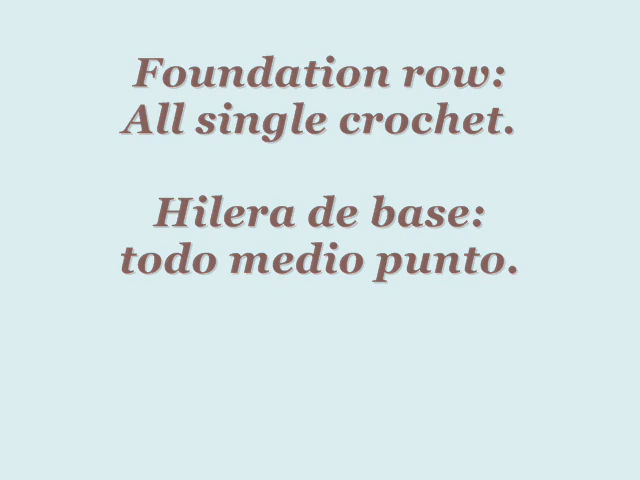 Foundation row:
All single crochet.
Hilera de base:
todo medio punto.